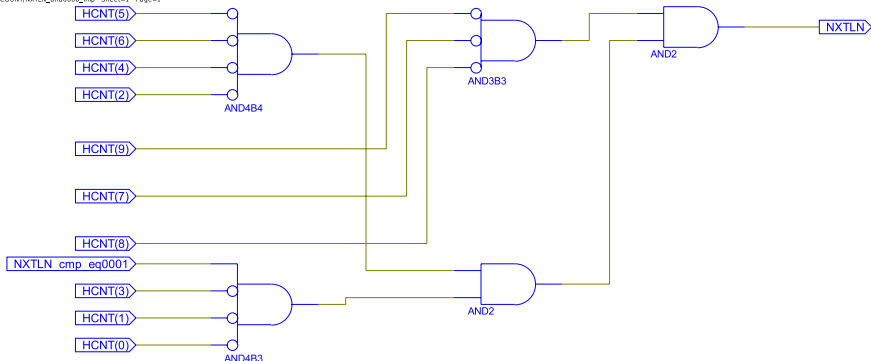 HCNT(5)
HCNT(6)
HCNT(4)
HCNT(2)
AND4B4
AND3B3
AND2
NXTLN
HCNT(9)
HCNT(7)
HCNT(8)
NXTLN_cmp_eq0001
HCNT(3)
HCNT(1)
HCNT(0)
AND4B3
AND2